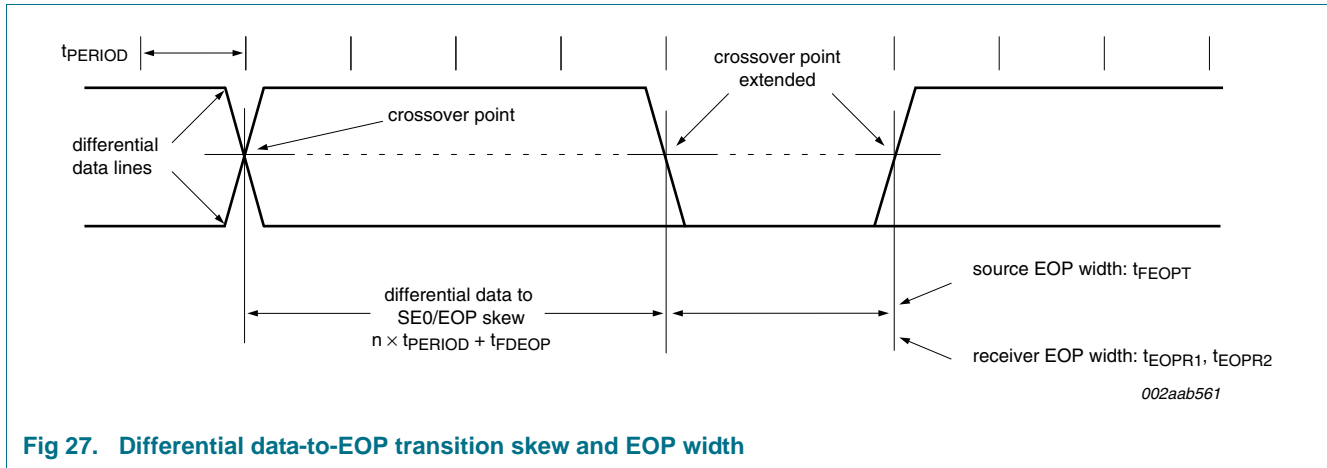 tPERIOD
crossover point
extended
crossover point
differential
data lines
differential data to
SE0/EOP skew
n × tPERIOD + tFDEOP
source EOP width: tFEOPT
receiver EOP width: tEOPR1, tEOPR2
002aab561
Fig 27. Differential data-to-EOP transition skew and EOP width